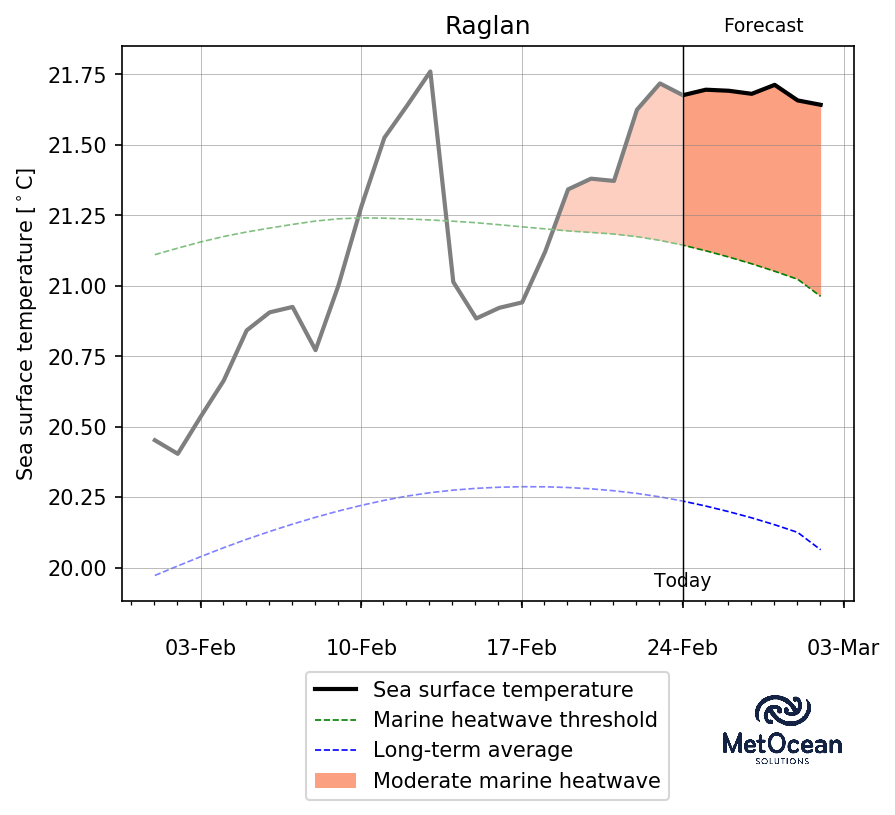 Raglan
Forecast
Sea surface temperature [°C]
21.75
21.50
21.25
21.00
20.75
20.50
20.25
20.00
Today
03-Feb 10-Feb 17-Feb 24-Feb 03-Mar
Sea surface temperature
Marine heatwave threshold
Long-term average
Moderate marine heatwave
MetOcean
SOLUTIONS